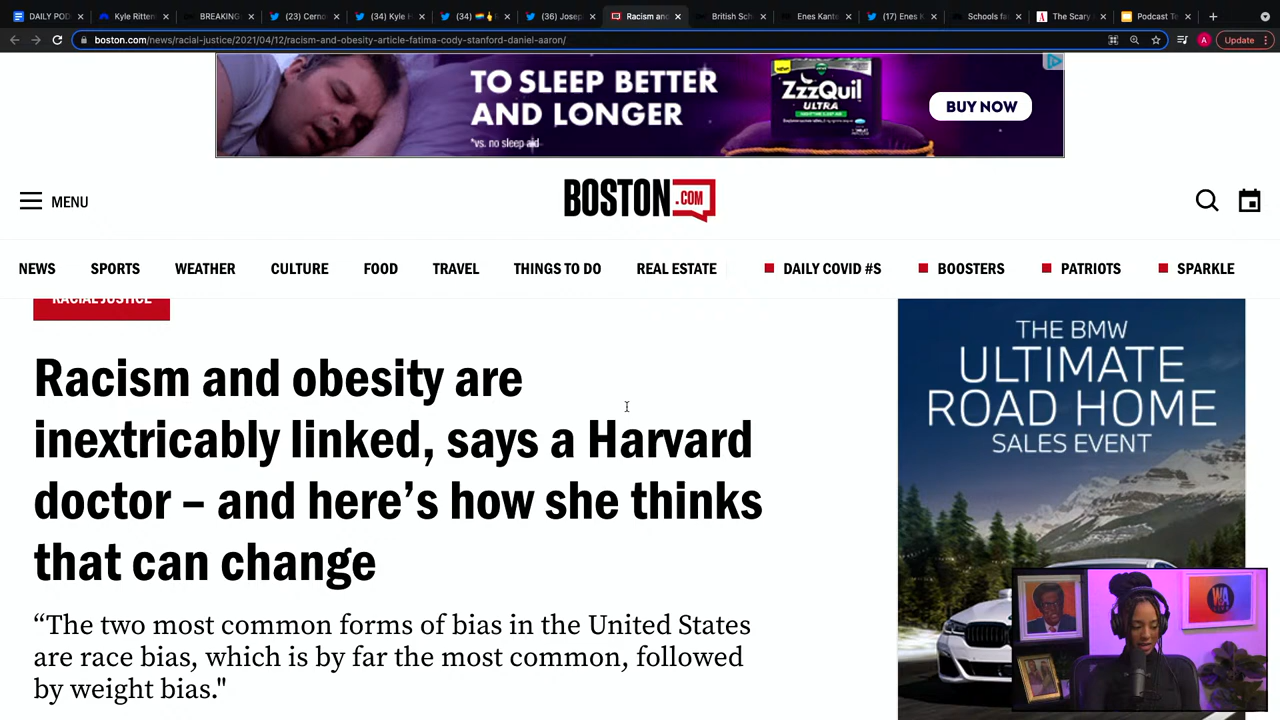 DAILY POD
Kyle Ritten
BREAKING
(23) Cerno
(34) Kyle H
(34)
(36) Josep
Racism and
British Sch
Enes Kante
(17) Enes K
Schools fa
The Scary
Podcast Te
boston.com/news/racial-justice/2021/04/12/racism-and-obesity-article-fatima-cody-stanford-daniel-aaron/
A
Update
TO SLEEP BETTER
AND LONGER
*vs. no sleep aid
NEW
ZzzQuil
ULTRA
BUY NOW
MENU
BOSTON.COM
NEWS
SPORTS
WEATHER
CULTURE
FOOD
TRAVEL
THINGS TO DO
REAL ESTATE
DAILY COVID #S
BOOSTERS
PATRIOTS
SPARKLE
RACIAL JUSTICE
Racism and obesity are
inextricably linked, says a Harvard
doctor – and here’s how she thinks
that can change
“The two most common forms of bias in the United States
are race bias, which is by far the most common, followed
by weight bias."
THE BMW
ULTIMATE
ROAD HOME
SALES EVENT
WA